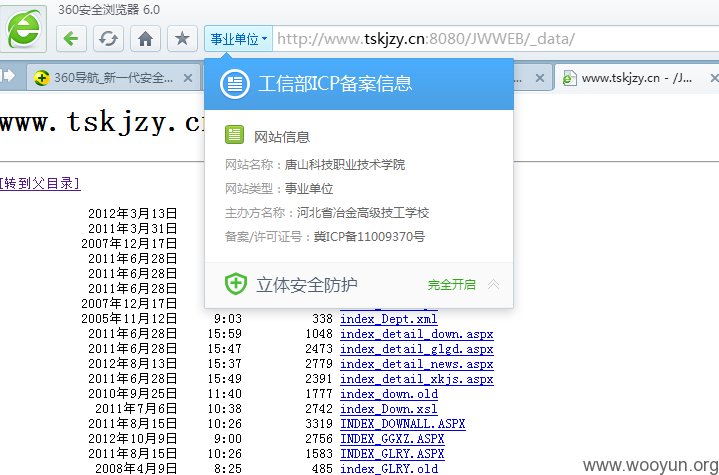 360安全浏览器 6.0
事业单位 http://www.tskjzy.cn:8080/JWWEB/_data/
360导航_新一代安全...
www.tskjzy.cn - /J...
工信部ICP备案信息
www.tskjzy.cn
网站信息
网站名称：唐山科技职业技术学院
[转到父目录]
网站类型：事业单位
主办方名称：河北省冶金高级技工学校
备案/许可证号：冀ICP备11009370号
立体安全防护 完全开启
2012年3月13日
2011年3月31日
2007年12月17日
2011年6月28日
2011年6月28日
2011年6月28日
2007年12月17日
2005年11月12日 9:03 338 index_Dept.xml
2011年6月28日 15:59 1048 index_detail_down.aspx
2011年6月28日 15:47 2473 index_detail_glgd.aspx
2012年8月13日 15:37 2779 index_detail_news.aspx
2011年6月28日 15:49 2391 index_detail_xkjs.aspx
2010年9月25日 11:40 1777 index_down.old
2011年7月6日 10:38 2742 index_Down.xsl
2011年8月15日 10:26 3319 INDEX_DOWNALL.ASPX
2012年10月9日 9:00 2756 INDEX_GGXZ.ASPX
2011年8月15日 10:26 1583 INDEX_GLRY.ASPX
2008年4月9日 8:25 485 index_GLRY.old
www.wooyun.org